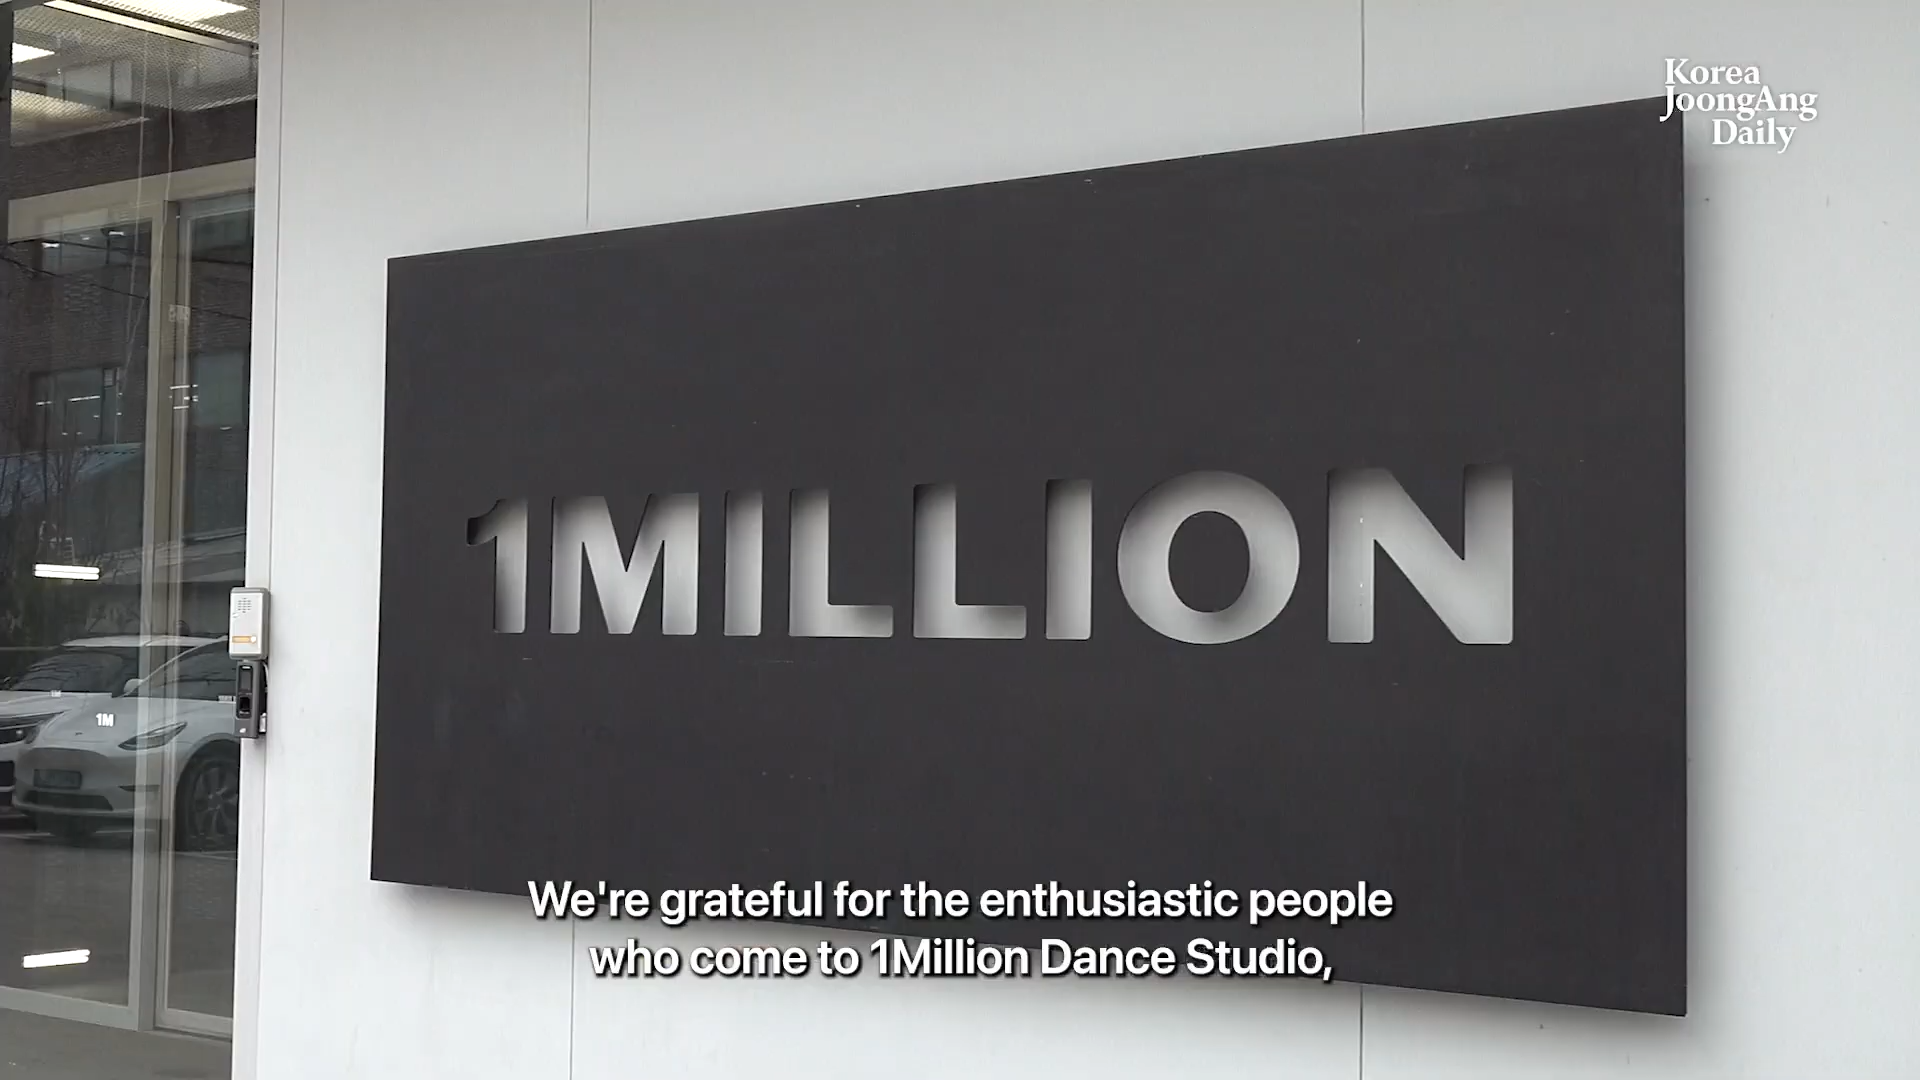 Korea
JoongAng
Daily
1MILLION
1M
We're grateful for the enthusiastic people
who come to 1Million Dance Studio,